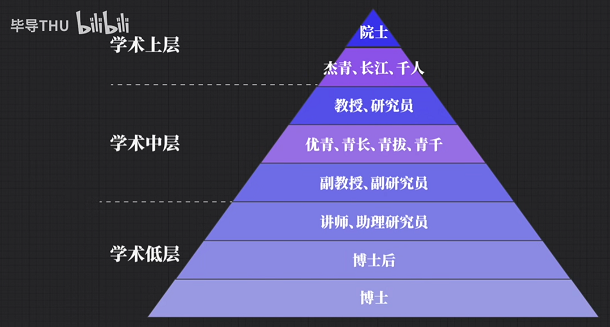 毕导THU bilibili
学术上层
院士
杰青、长江、千人
教授、研究员
学术中层
优青、青长、青拔、青千
副教授、副研究员
讲师、助理研究员
学术低层
博士后
博士